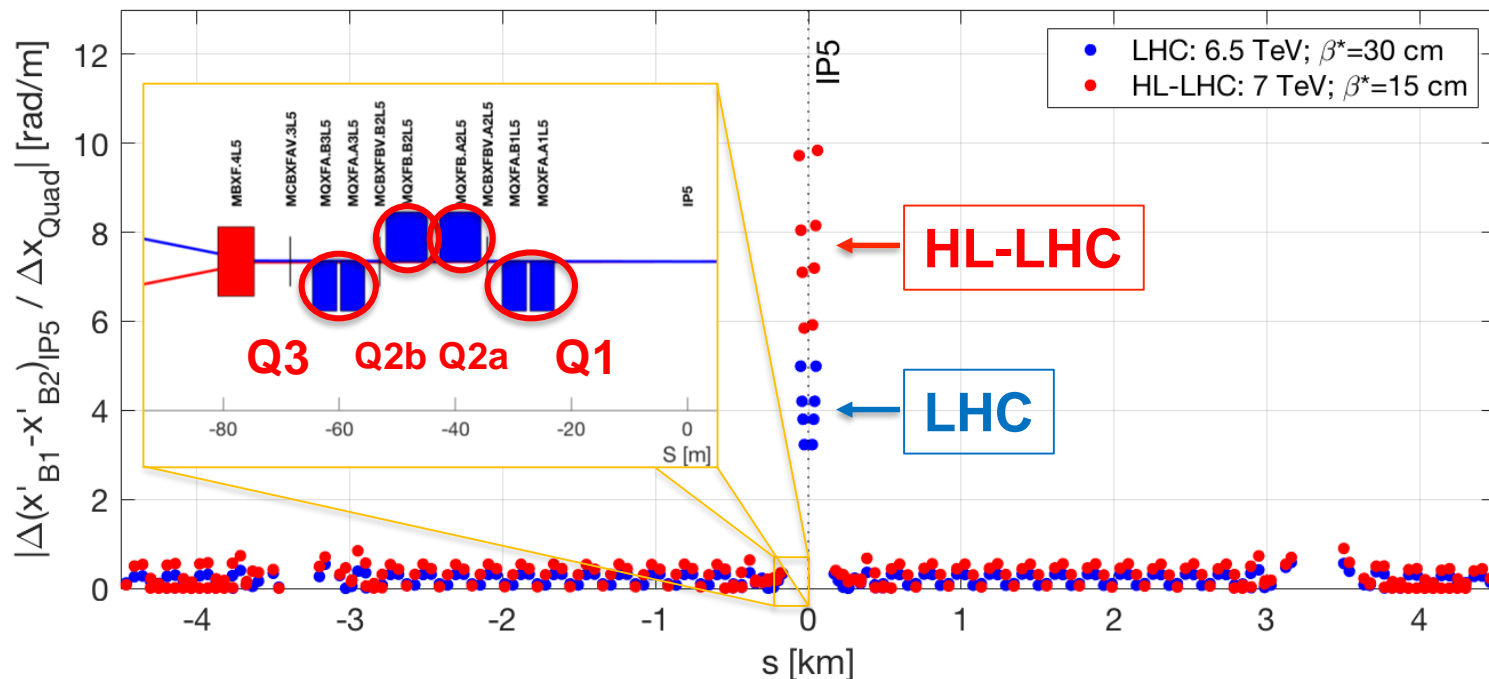 |Δ(x'B1-x'B2)IP5 / ΔxQuad| [rad/m]
12
10
8
6
4
2
0
IP5
LHC: 6.5 TeV; β*=30 cm
HL-LHC: 7 TeV; β*=15 cm
MBXF.4L5
MCBXFAV.3L5
MQXFA.B3L5
MQXFA.A3L5
MCBXFBV.B2L5
MQXFB.B2L5
MQXFB.A2L5
MCBXFBV.A2L5
MQXFA.B1L5
MQXFA.A1L5
IP5
Q3
Q2b
Q2a
Q1
-80
-60
-40
-20
0
S [m]
HL-LHC
LHC
-4
-3
-2
-1
0
1
2
3
4
s [km]